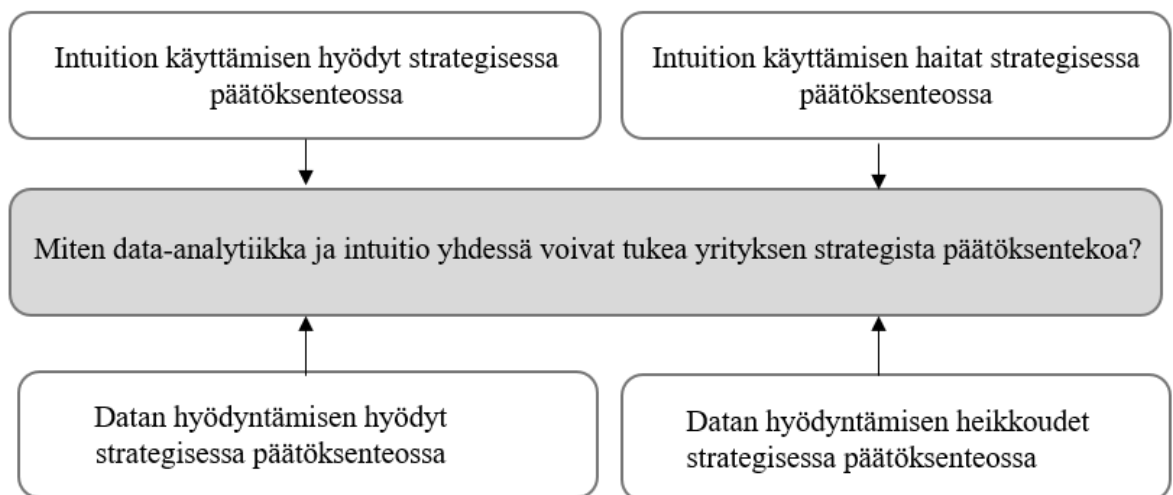 Intuition käyttämisen hyödyt strategisessa
päätöksenteossa
Intuition käyttämisen haitat strategisessa
päätöksenteossa
Miten data-analytiikka ja intuitio yhdessä voivat tukea yrityksen strategista päätöksentekoa?
Datan hyödyntämisen hyödyt
strategisessa päätöksenteossa
Datan hyödyntämisen heikkoudet
strategisessa päätöksenteossa